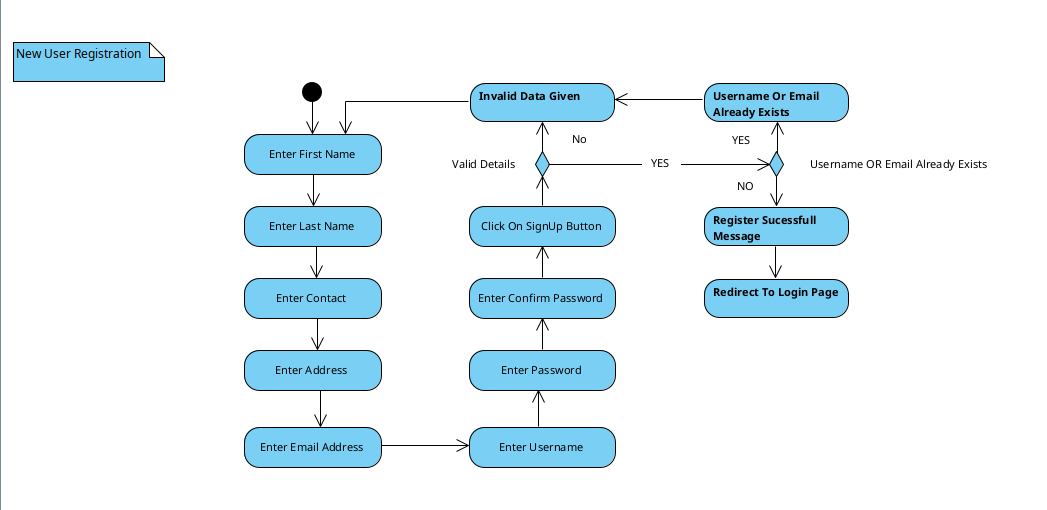 New User Registration
Enter First Name
Enter Last Name
Enter Contact
Enter Address
Enter Email Address
Enter Username
Enter Password
Enter Confirm Password
Click On SignUp Button
Valid Details
No
YES
Invalid Data Given
Username Or Email
Already Exists
YES
Username OR Email Already Exists
NO
Register Sucessfull
Message
Redirect To Login Page